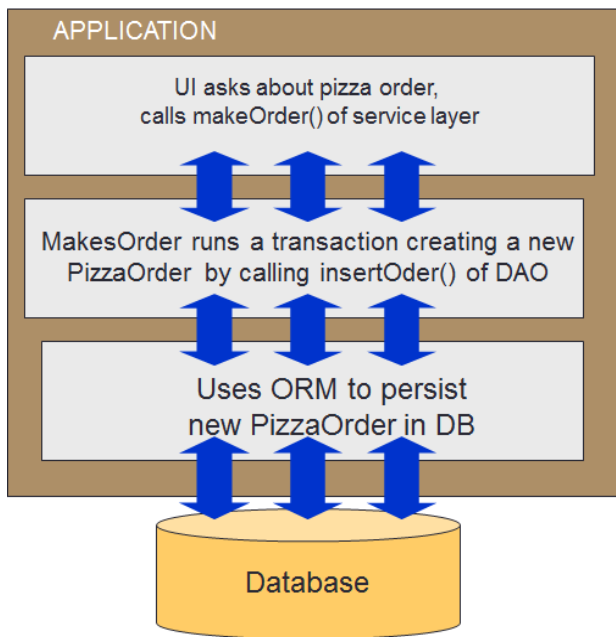 APPLICATION
UI asks about pizza order,
calls makeOrder() of service layer
MakesOrder runs a transaction creating a new
PizzaOrder by calling insertOder() of DAO
Uses ORM to persist
new PizzaOrder in DB
Database